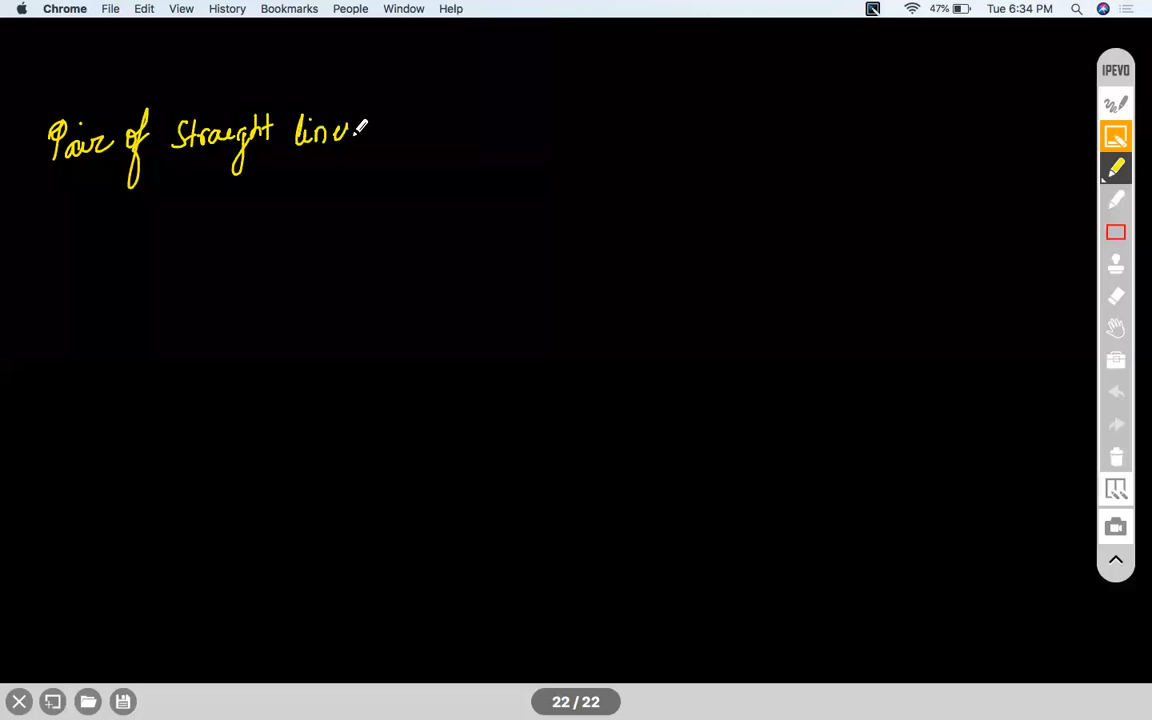 Chrome File Edit View History Bookmarks People Window Help 47% Tue 6:34 PM
IPEVO
Pair of Straight line
22 / 22